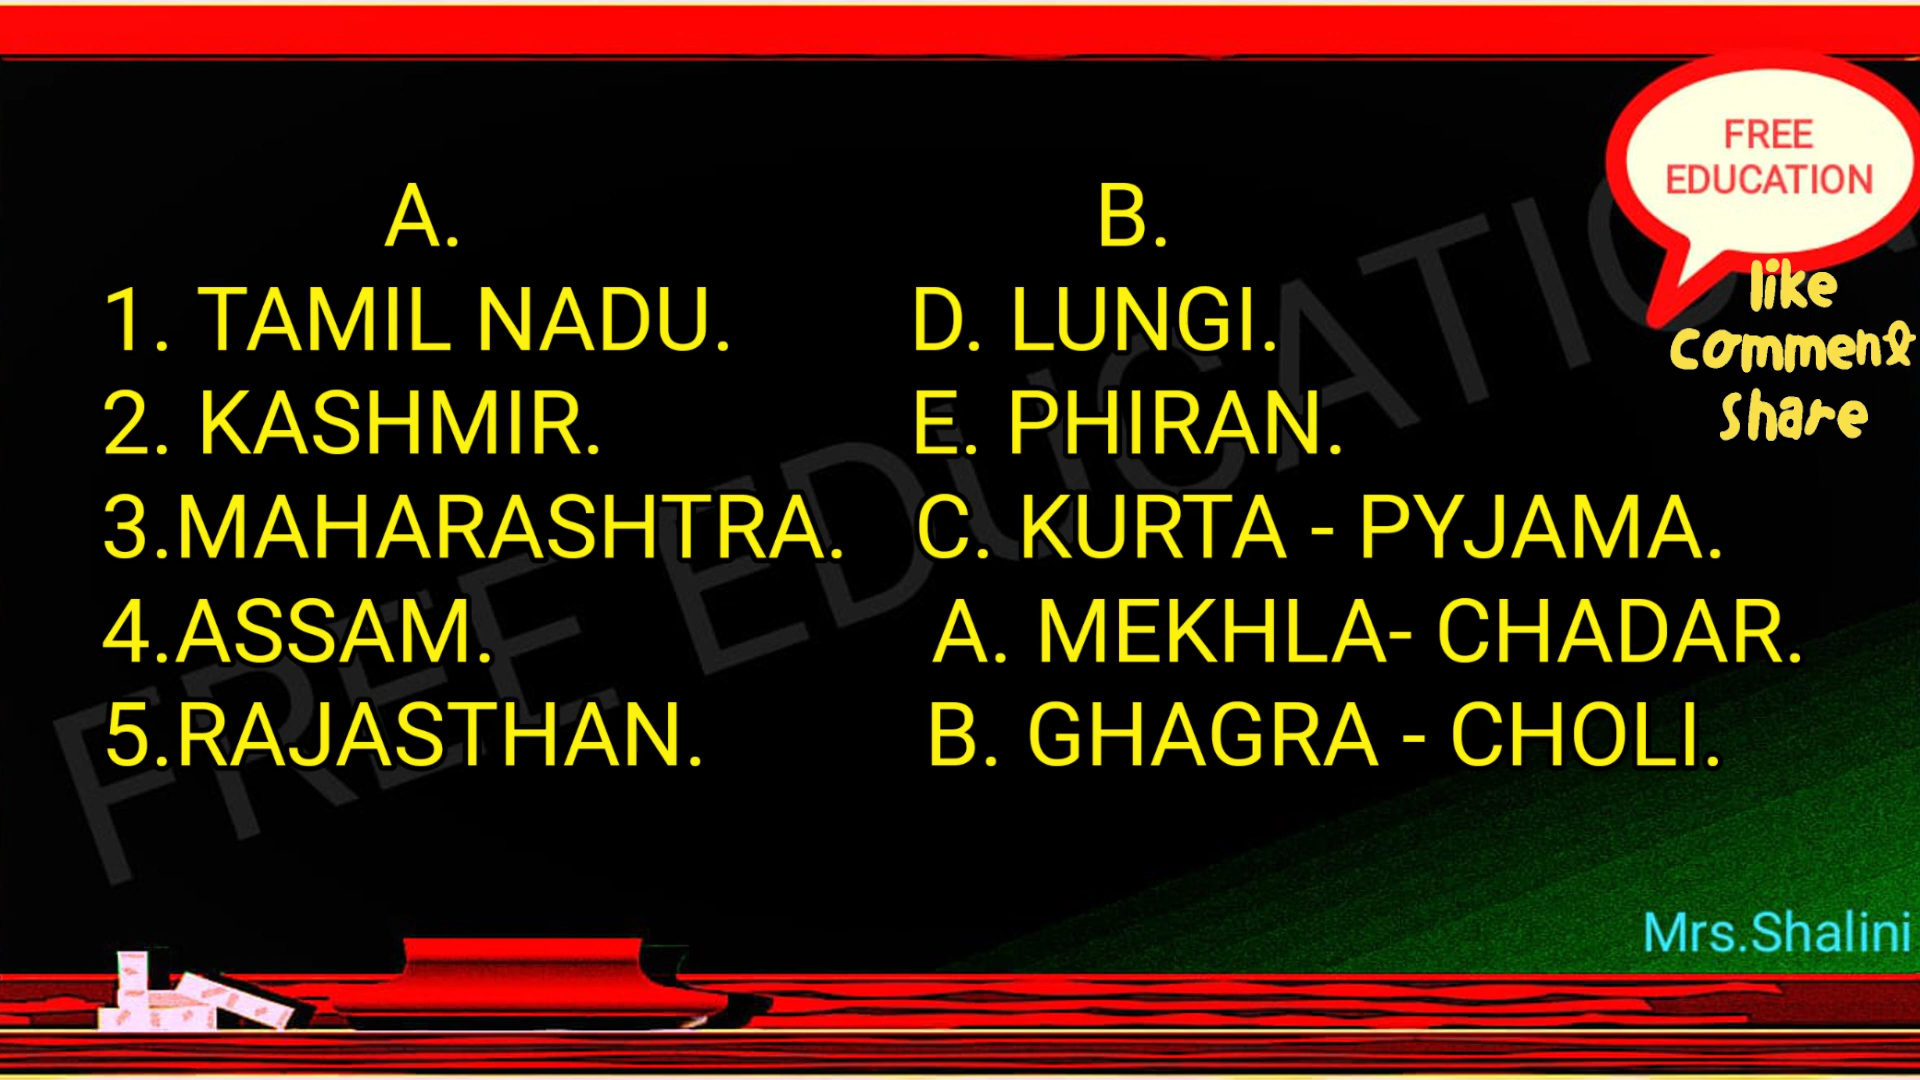 A. B.
1. TAMIL NADU. D. LUNGI.
2. KASHMIR. E. PHIRAN.
3.MAHARASHTRA. C. KURTA - PYJAMA.
4.ASSAM. A. MEKHLA- CHADAR.
5.RAJASTHAN. B. GHAGRA - CHOLI.
FREE
EDUCATION
like
comment
share
FREE EDUCATION
Mrs.Shalini